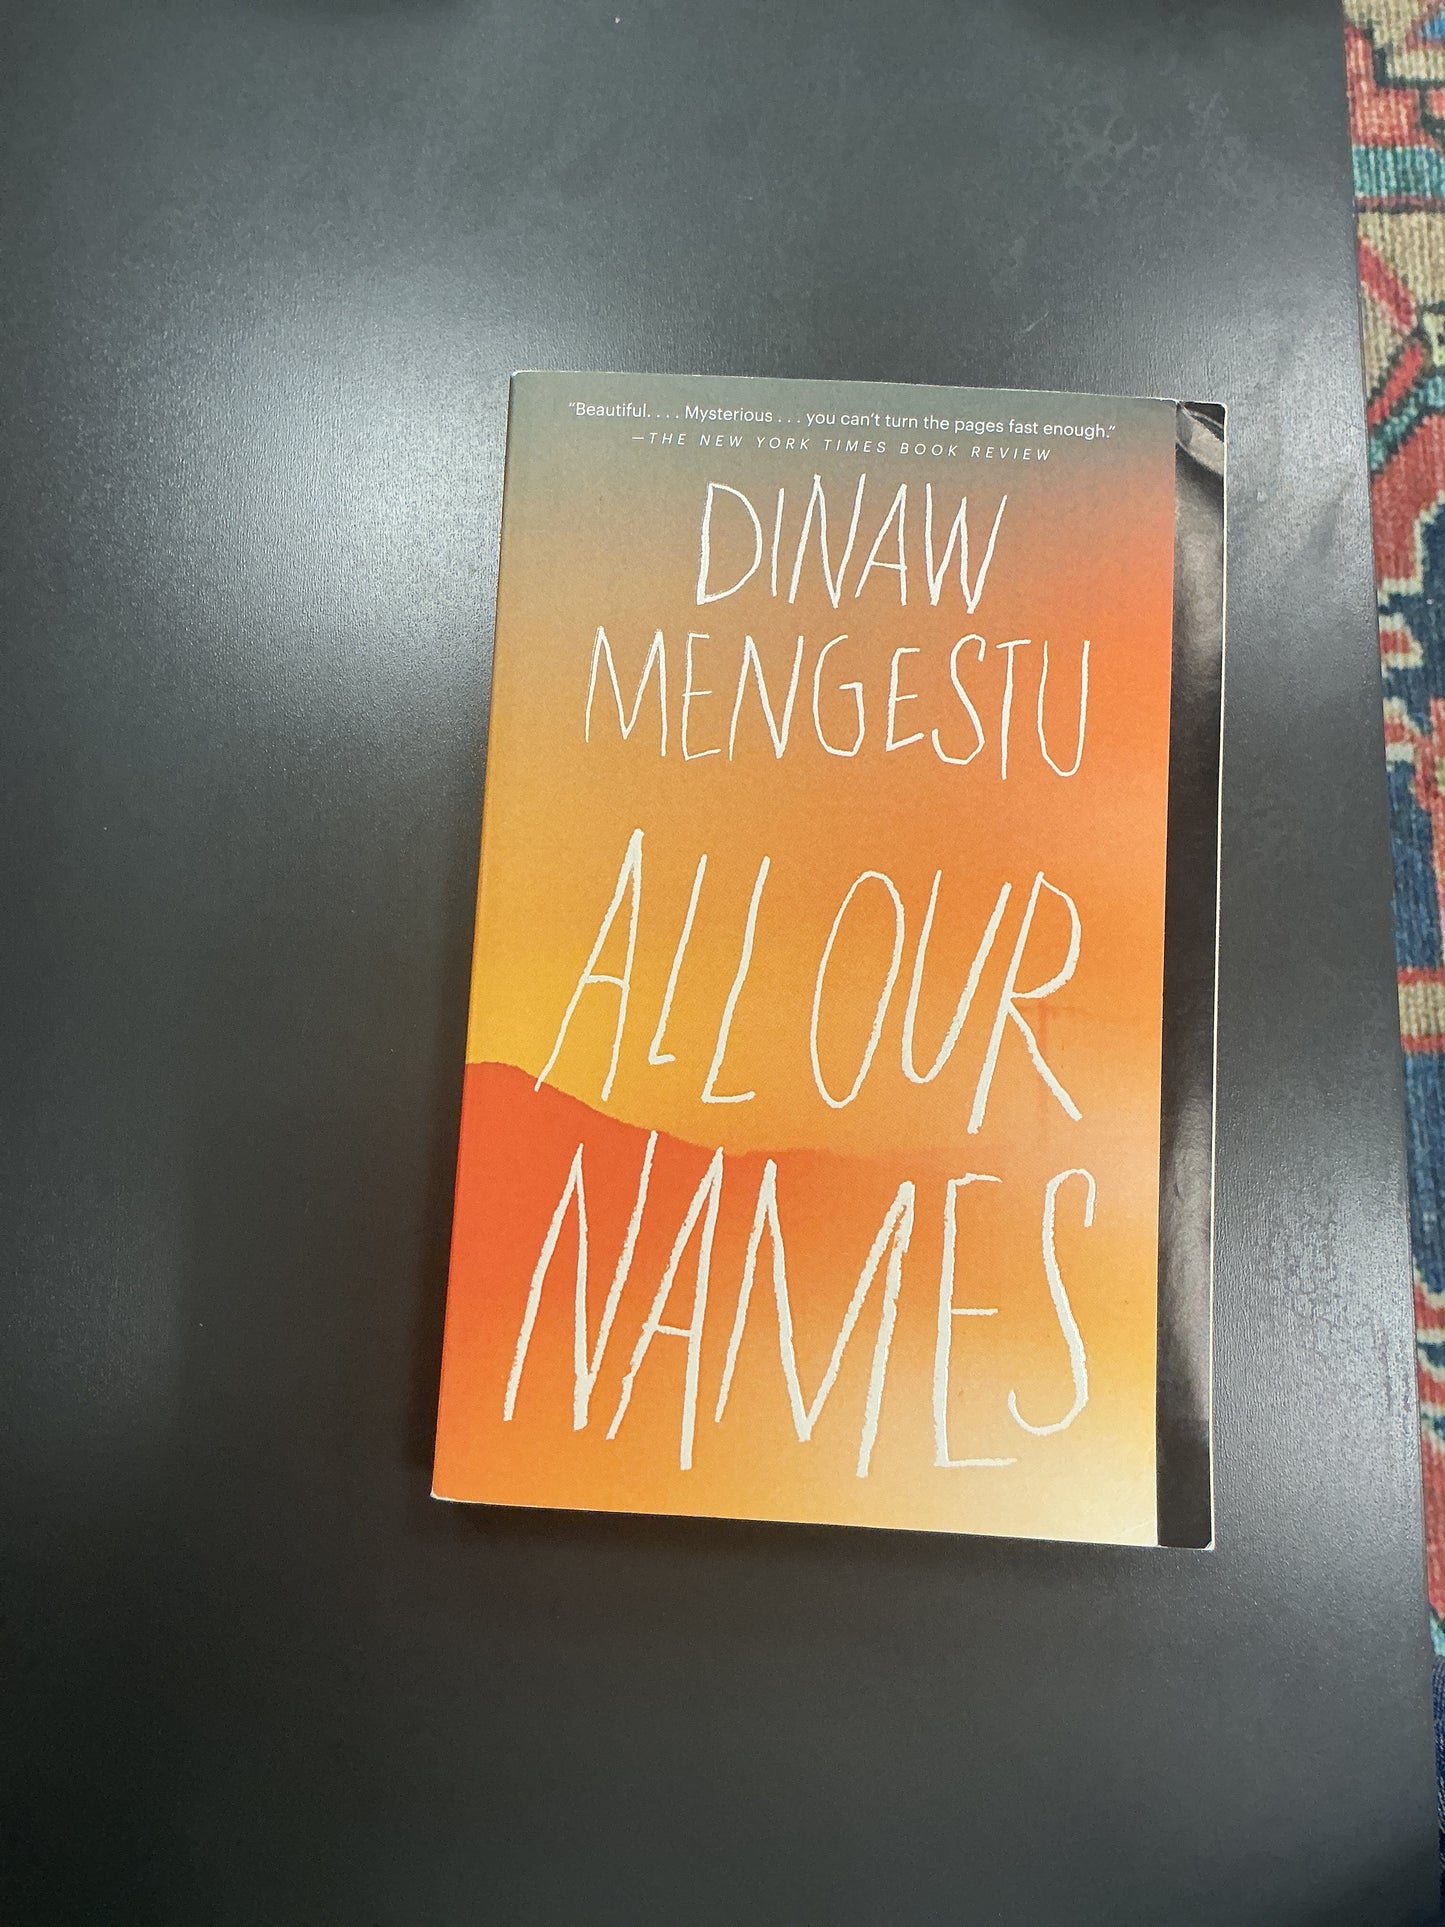 “Beautiful. . . . Mysterious . . . you can’t turn the pages fast enough.”
—THE NEW YORK TIMES BOOK REVIEW
DINAW
MENGESTU
ALL OUR
NAMES